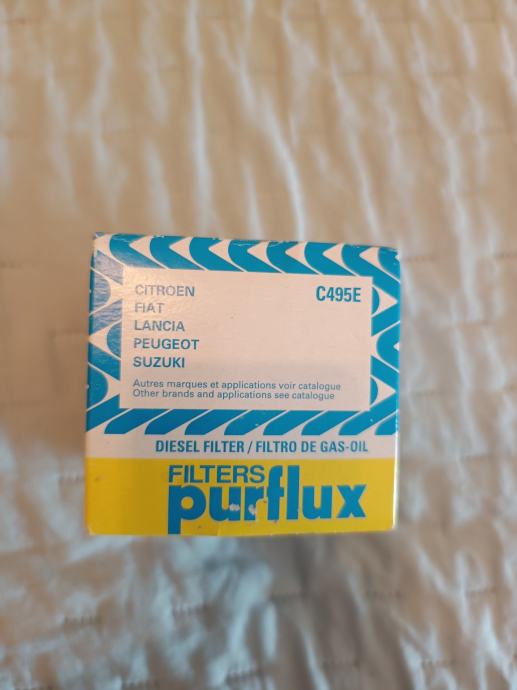 CITROEN
C495E
FIAT
LANCIA
PEUGEOT
SUZUKI
Autres marques et applications voir catalogue
Other brands and applications see catalogue
DIESEL FILTER / FILTRO DE GAS-OIL
FILTERS
purflux